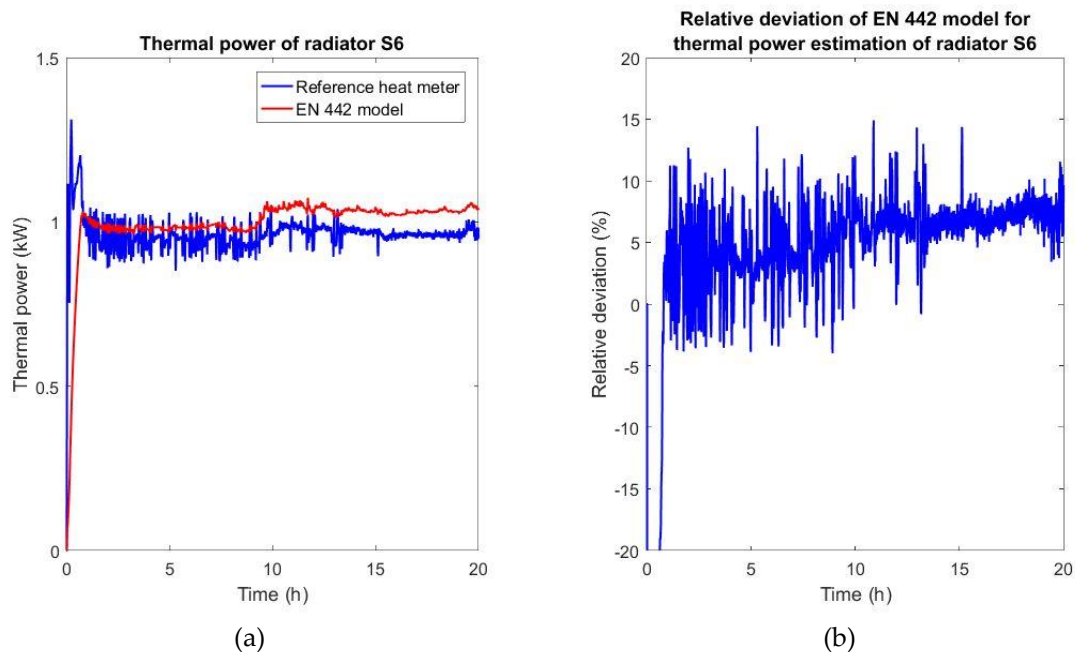 Thermal power of radiator S6
1.5
1
0.5
0
Thermal power (kW)
Reference heat meter
EN 442 model
0 5 10 15 20
Time (h)
(a)
Relative deviation of EN 442 model for
thermal power estimation of radiator S6
20
15
10
5
0
-5
-10
-15
-20
Relative deviation (%)
0 5 10 15 20
Time (h)
(b)